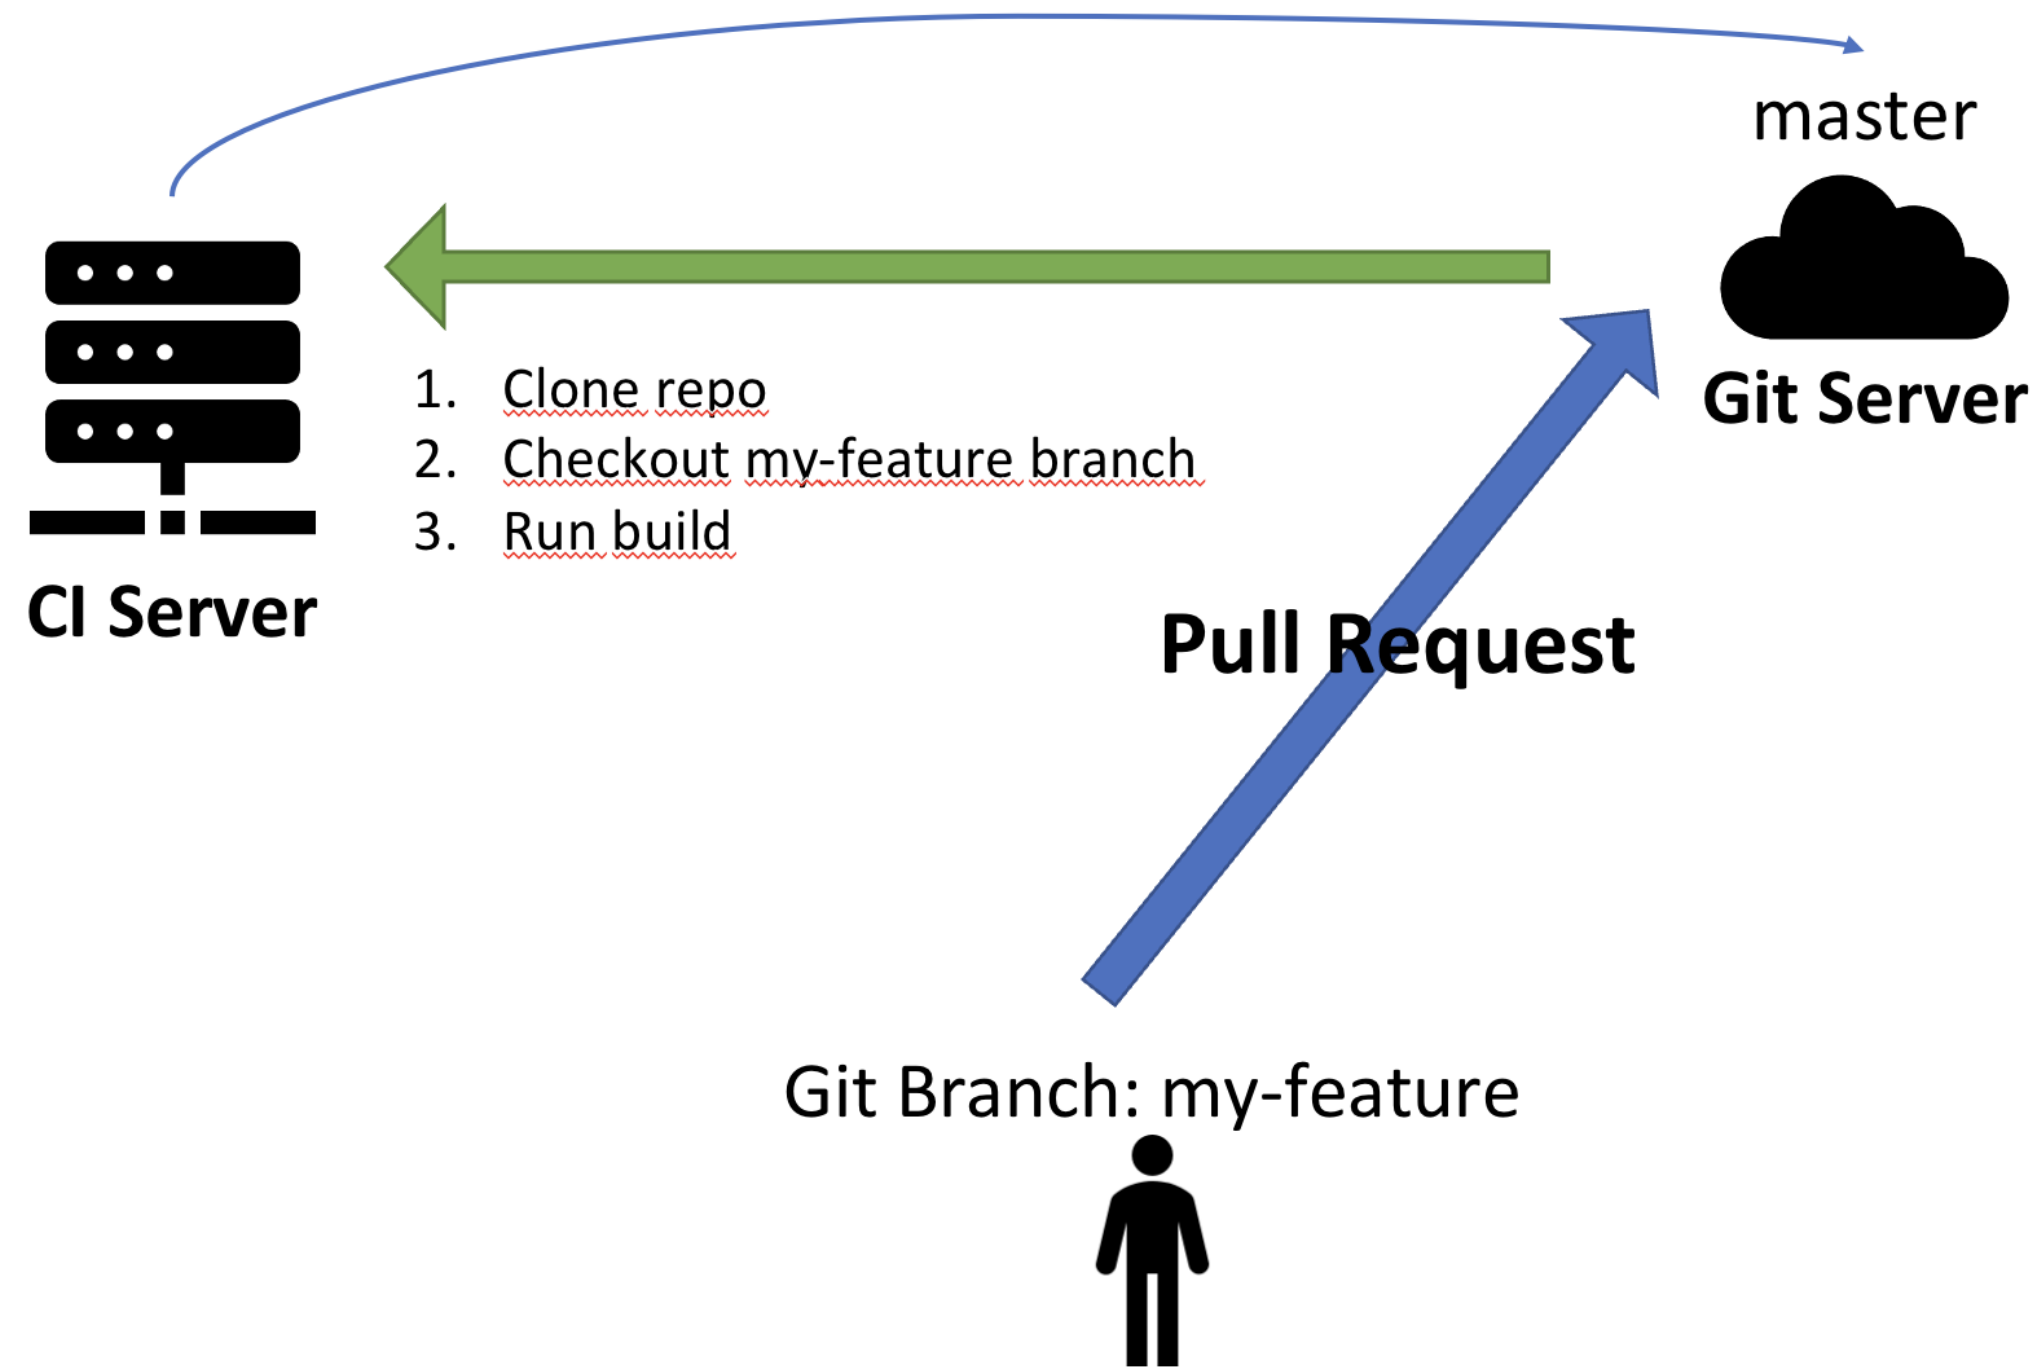 master
Git Server
1. Clone repo
2. Checkout my-feature branch
3. Run build
CI Server
Pull Request
Git Branch: my-feature